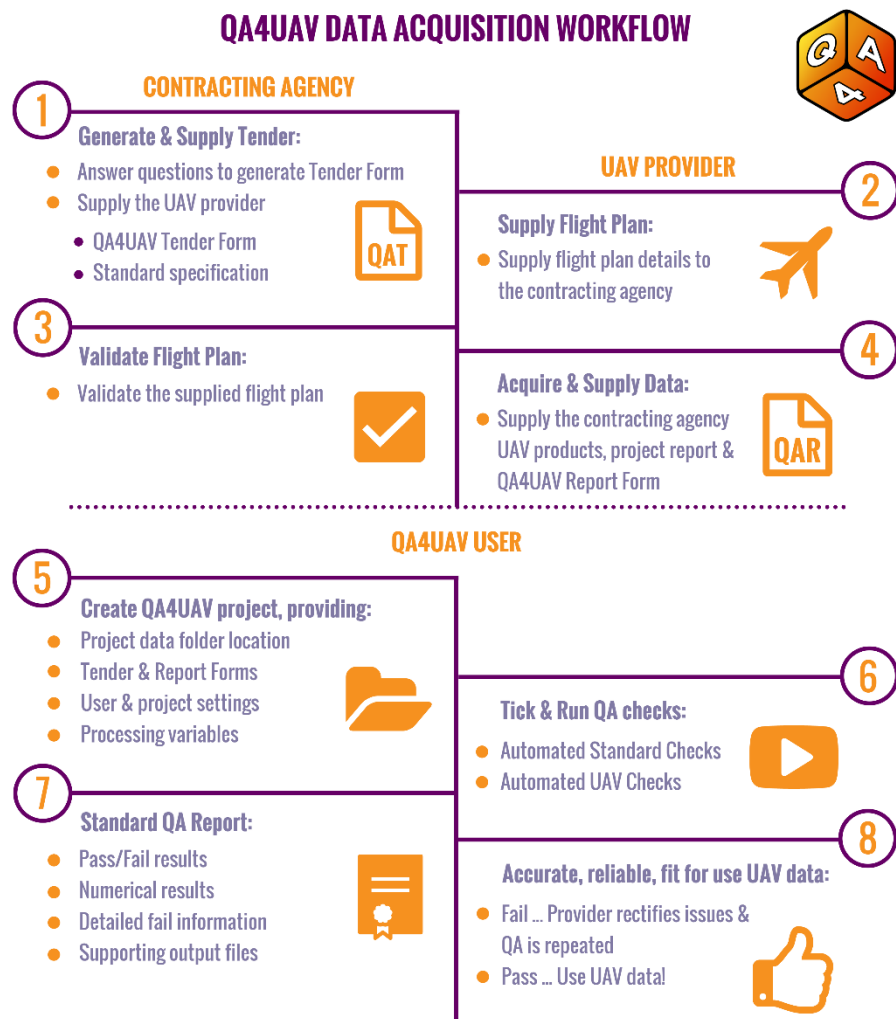 QA4UAV DATA ACQUISITION WORKFLOW
Q A 4
CONTRACTING AGENCY
1
Generate & Supply Tender:
Answer questions to generate Tender Form
Supply the UAV provider
QA4UAV Tender Form
Standard specification
QAT
UAV PROVIDER
2
Supply Flight Plan:
Supply flight plan details to
the contracting agency
3
Validate Flight Plan:
Validate the supplied flight plan
4
Acquire & Supply Data:
Supply the contracting agency
UAV products, project report &
QA4UAV Report Form
QAR
QA4UAV USER
5
Create QA4UAV project, providing:
Project data folder location
Tender & Report Forms
User & project settings
Processing variables
6
Tick & Run QA checks:
Automated Standard Checks
Automated UAV Checks
7
Standard QA Report:
Pass/Fail results
Numerical results
Detailed fail information
Supporting output files
8
Accurate, reliable, fit for use UAV data:
Fail ... Provider rectifies issues &
QA is repeated
Pass ... Use UAV data!